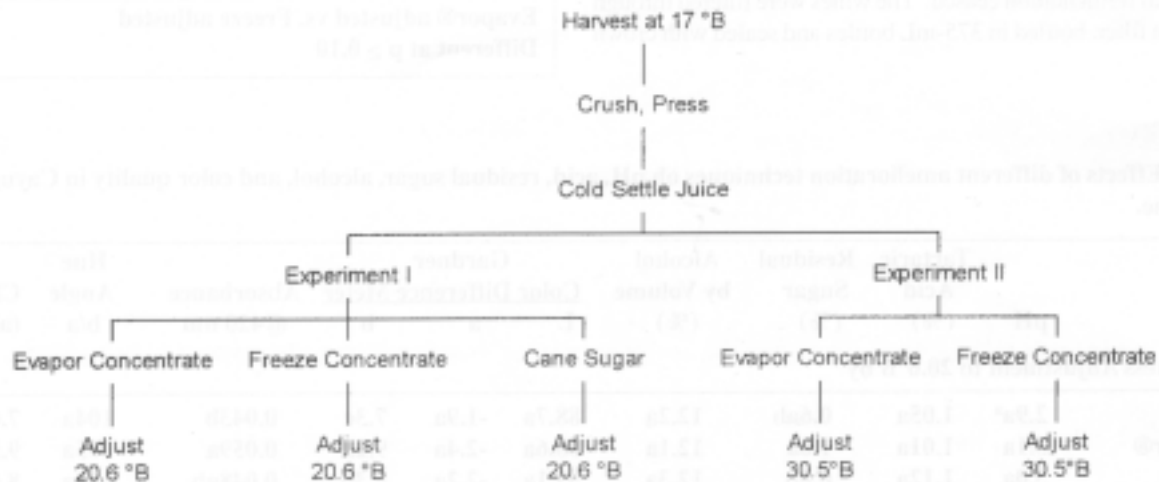 Harvest at 17 °B
Crush, Press
Cold Settle Juice
Experiment I
Experiment II
Evapor Concentrate
Freeze Concentrate
Cane Sugar
Evapor Concentrate
Freeze Concentrate
Adjust
20.6 °B
Adjust
20.6 °B
Adjust
20.6 °B
Adjust
30.5 °B
Adjust
30.5°B